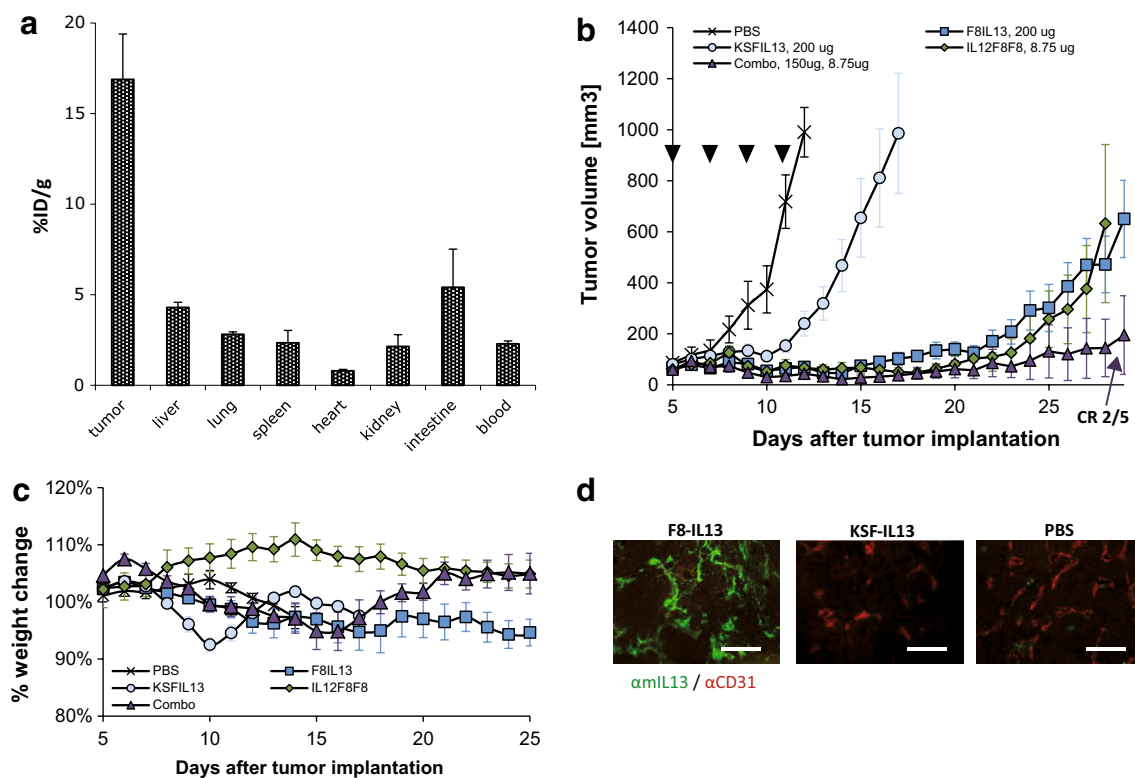 a
20
15
10
5
0
%ID/g
tumor
liver
lung
spleen
heart
kidney
intestine
blood
b
PBS
F8IL13, 200 ug
KSFIL13, 200 ug
IL12F8F8, 8.75 ug
Combo, 150ug, 8.75ug
1400
1200
1000
800
600
400
200
0
Tumor volume [mm3]
5 10 15 20 25
CR 2/5
Days after tumor implantation
c
120%
110%
100%
90%
80%
% weight change
PBS
F8IL13
KSFIL13
IL12F8F8
Combo
5 10 15 20 25
Days after tumor implantation
d
F8-IL13
KSF-IL13
PBS
αmIL13 / αCD31